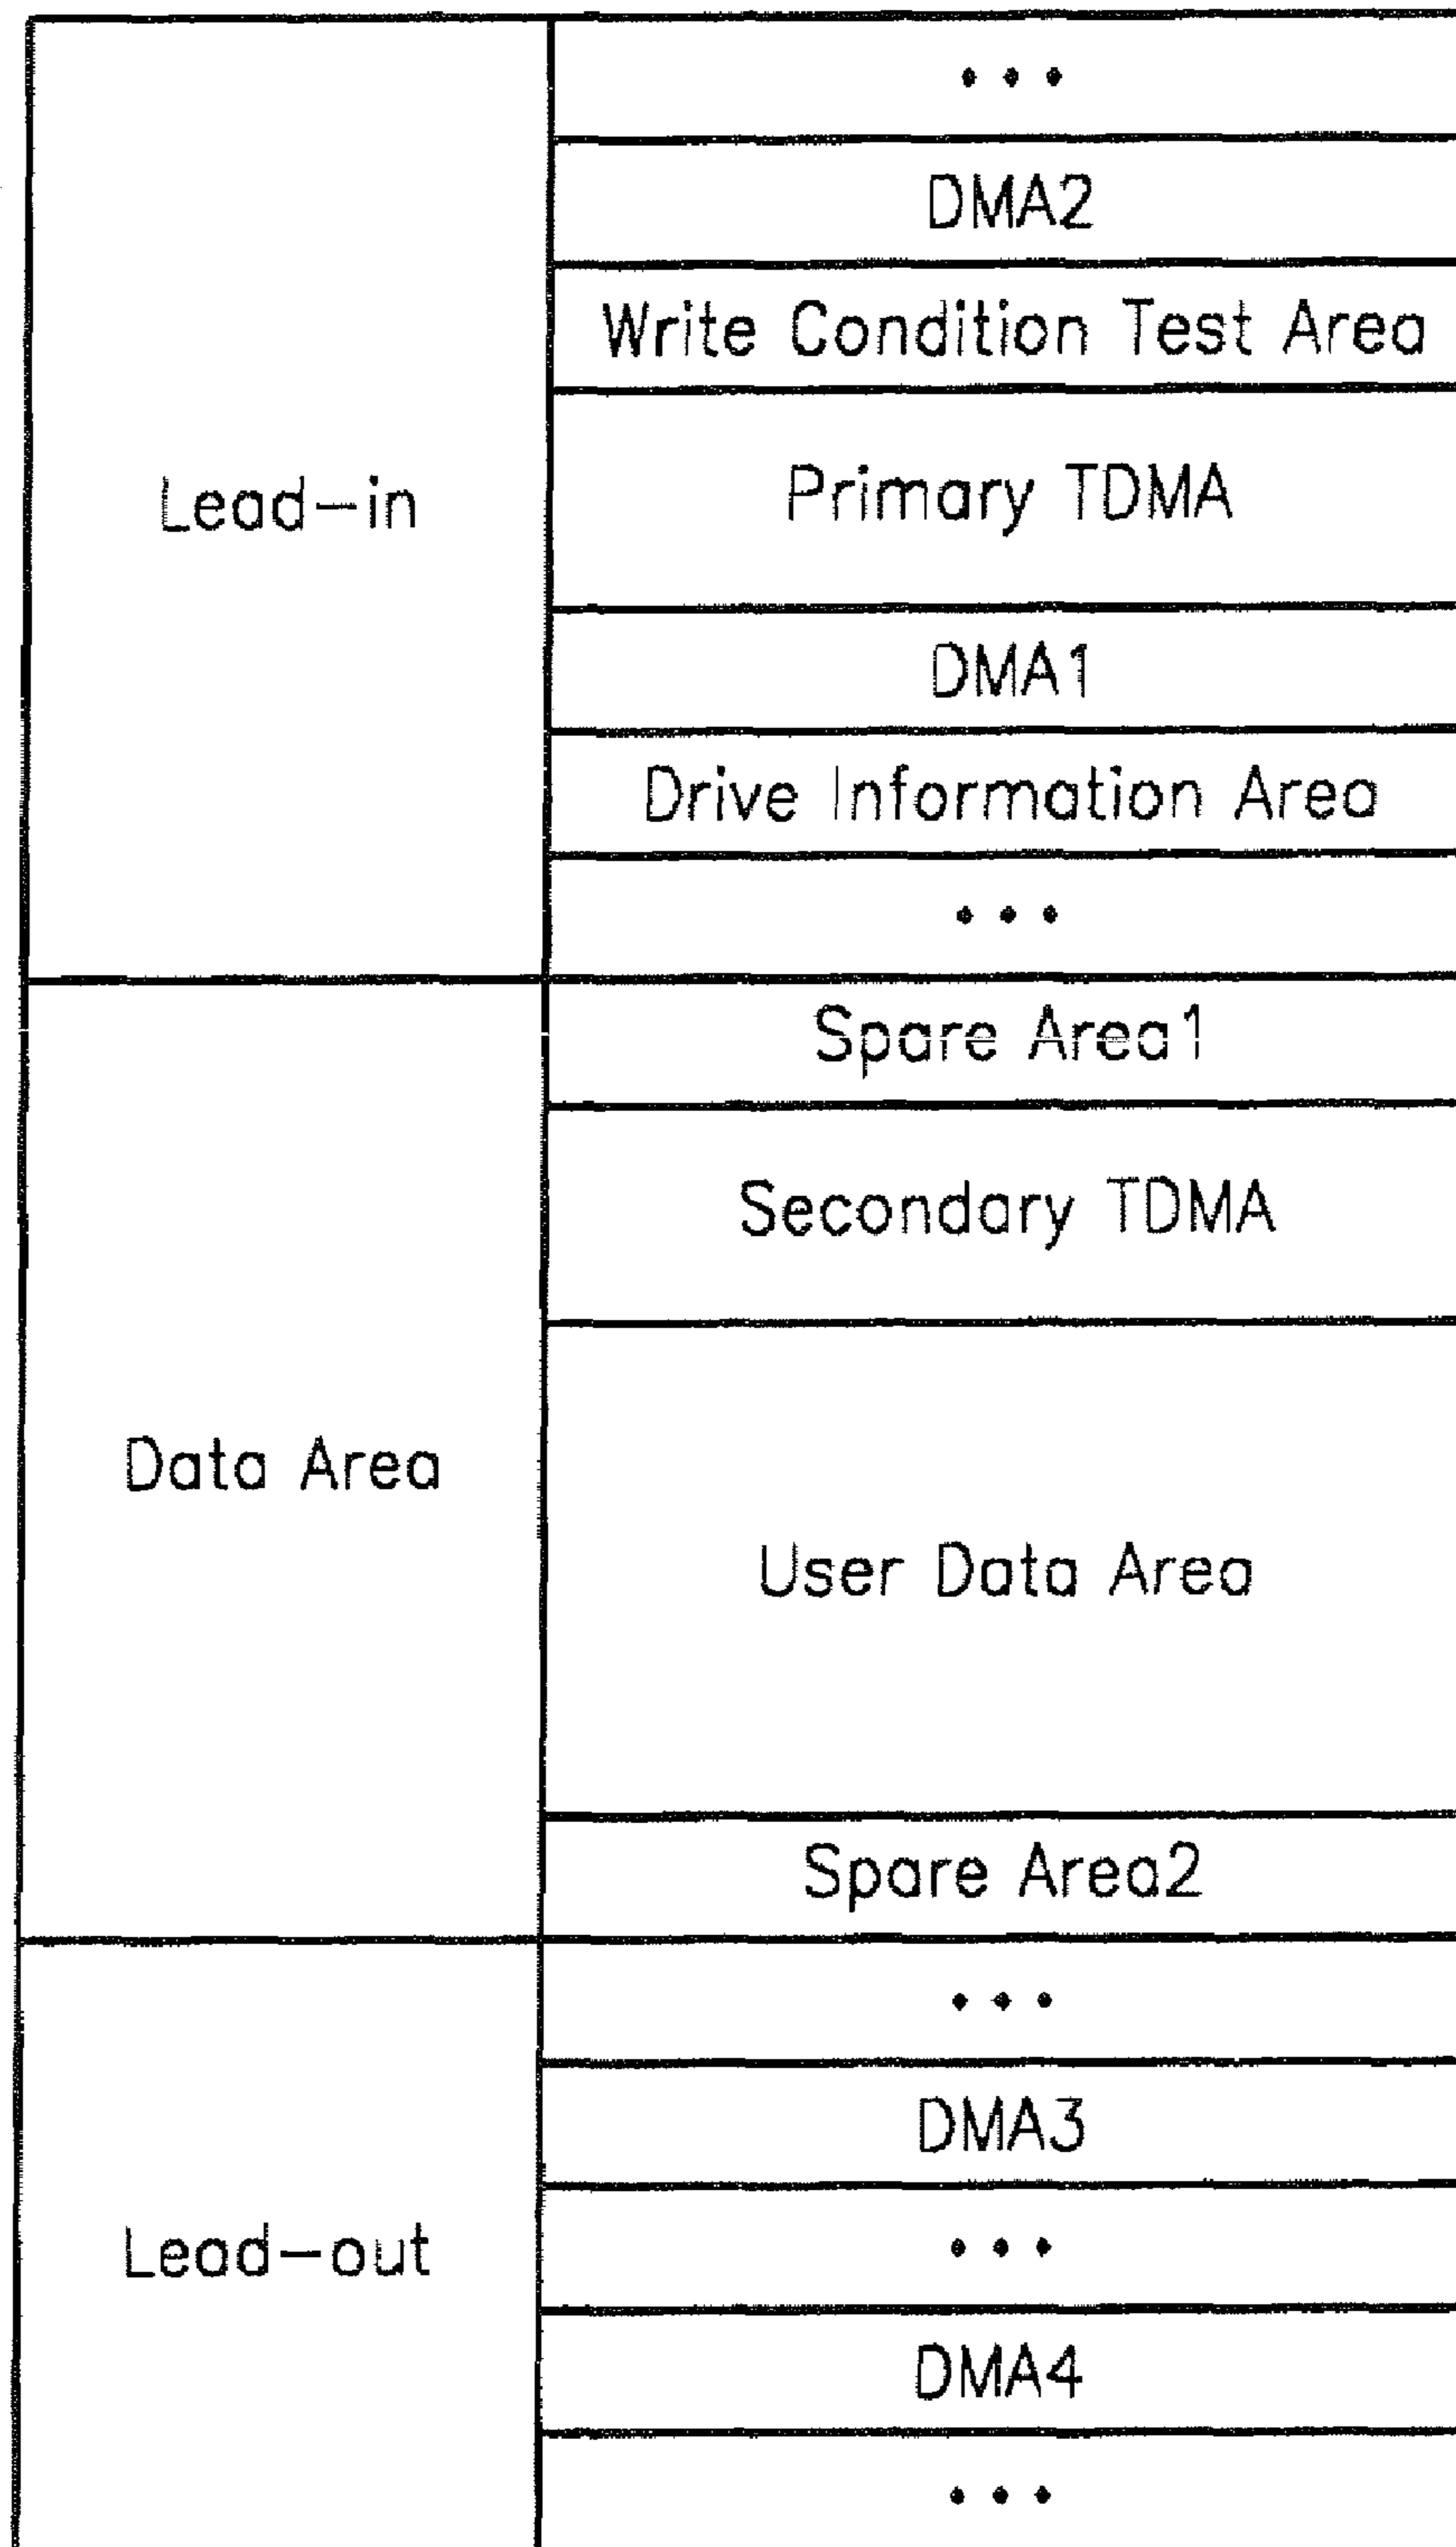 Lead-in
• • •
DMA2
Write Condition Test Area
Primary TDMA
DMA1
Drive Information Area
• • •
Data Area
Spare Area1
Secondary TDMA
User Data Area
Spare Area2
Lead-out
• • •
DMA3
• • •
DMA4
• • •